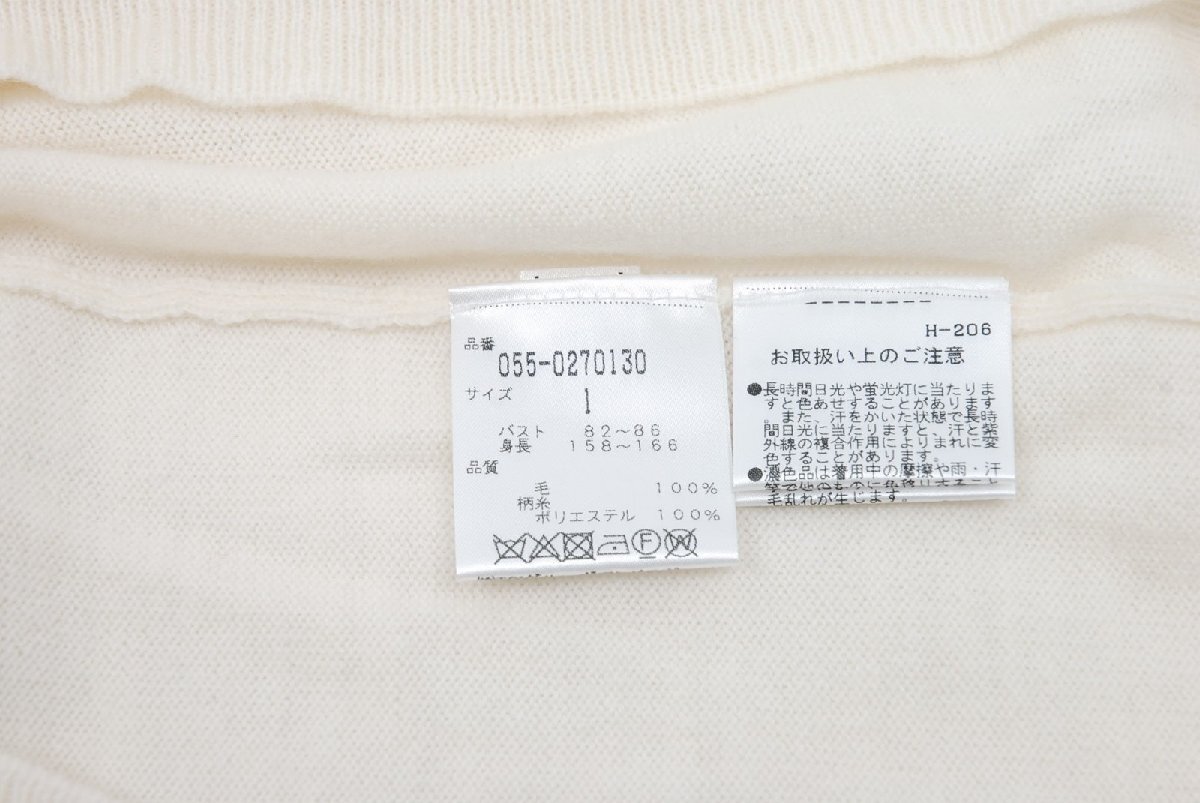 品番
055-0270130
サイズ
1
バスト 82～86
身長 158～166
品質
毛 100%
柄糸
ポリエステル 100%
H-206
お取扱い上のご注意
●長時間日光や蛍光灯に当たりま
すと色あせすることがあります
。また、汗をかいた状態で長時
間日光に当たりますと、汗と紫
外線の複合作用によりまれに変
色することがあります。
●濃色品は着用中の摩擦や雨・汗
毛乱れが生じます。